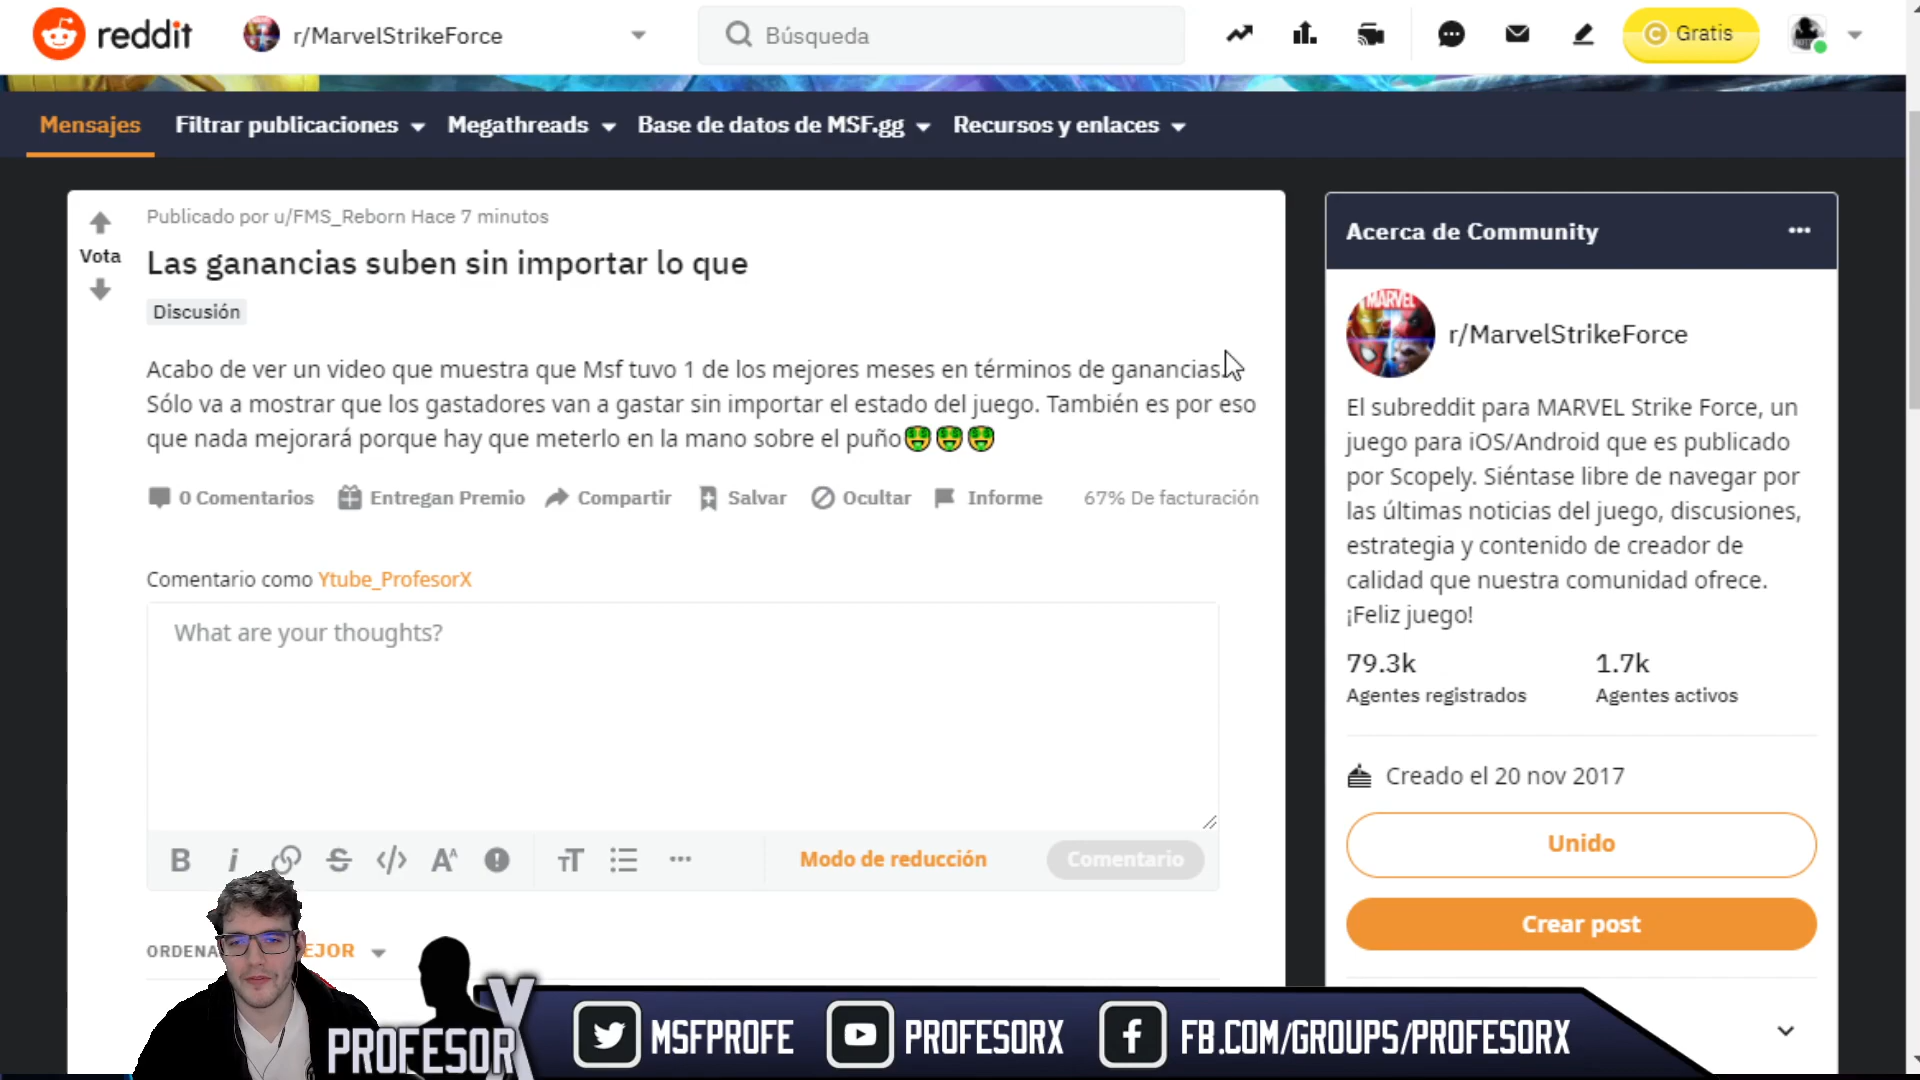 reddit
r/MarvelStrikeForce
Búsqueda
Gratis
Mensajes
Filtrar publicaciones
Megathreads
Base de datos de MSF.gg
Recursos y enlaces
Publicado por u/FMS_Reborn Hace 7 minutos
Vota
Las ganancias suben sin importar lo que
Discusión
Acabo de ver un video que muestra que Msf tuvo 1 de los mejores meses en términos de ganancias.
Sólo va a mostrar que los gastadores van a gastar sin importar el estado del juego. También es por eso
que nada mejorará porque hay que meterlo en la mano sobre el puño🤑🤑🤑
0 Comentarios
Entregan Premio
Compartir
Salvar
Ocultar
Informe
67% De facturación
Comentario como Ytube_ProfesorX
What are your thoughts?
B i S </> A TT
Modo de reducción
Comentario
ORDENA
EJOR
Acerca de Community
MARVEL
r/MarvelStrikeForce
El subreddit para MARVEL Strike Force, un
juego para iOS/Android que es publicado
por Scopely. Siéntase libre de navegar por
las últimas noticias del juego, discusiones,
estrategia y contenido de creador de
calidad que nuestra comunidad ofrece.
¡Feliz juego!
79.3k
Agentes registrados
1.7k
Agentes activos
Creado el 20 nov 2017
Unido
Crear post
PROFESOR X
MSFPROFE
PROFESORX
FB.COM/GROUPS/PROFESORX